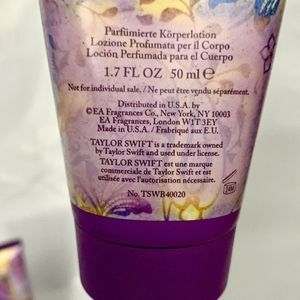 Parfümierte Körperlotion
Lozione Profumata per il Corpo
Loción Perfumada para el Cuerpo
1.7 FL OZ 50 ml ℮
Not for individual sale. / Ne peut être vendu séparément.
Distributed in U.S.A. by
©EA Fragrances Co., New York, NY 10003
EA Fragrances, London W1T3EY
Made in U.S.A. / Frabriqué aux E.U.
TAYLOR SWIFT is a trademark owned
by Taylor Swift and used under license.
TAYLOR SWIFT est une marque
commerciale de Taylor Swift et est
utilisée avec l'autorisation nécessaire.
No. TSWB40020
24M